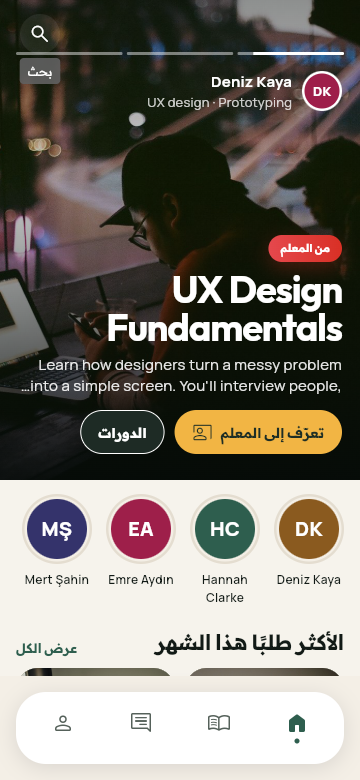 بحث
Deniz Kaya
UX design · Prototyping
DK
من المعلم
UX Design
Fundamentals
Learn how designers turn a messy problem
into a simple screen. You'll interview people,…
تعرّف إلى المعلم
الدورات
DK
HC
EA
MŞ
Deniz Kaya
Hannah
Clarke
Emre Aydın
Mert Şahin
الأكثر طلبًا هذا الشهر
عرض الكل